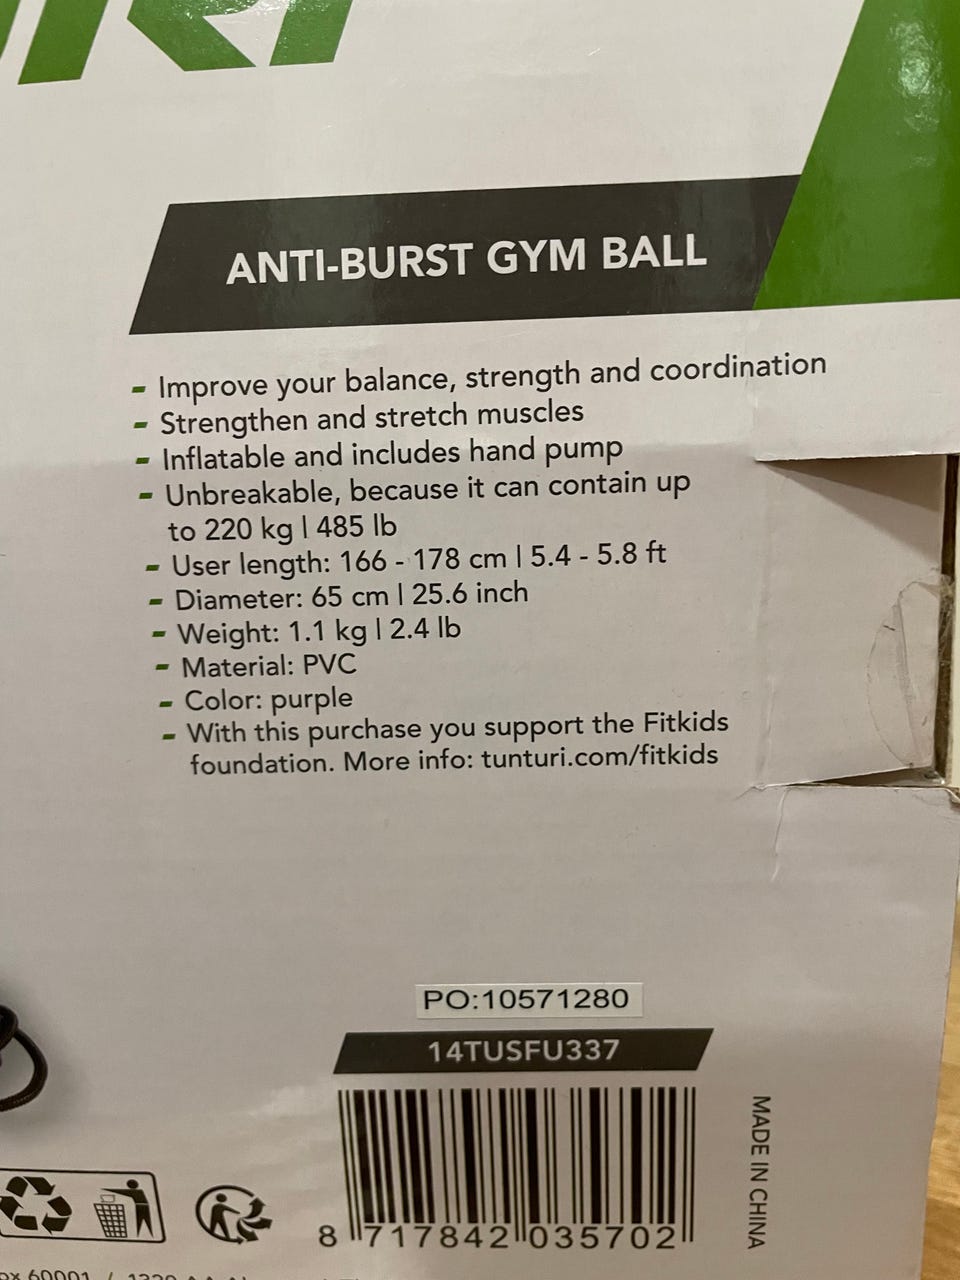 ANTI-BURST GYM BALL
- Improve your balance, strength and coordination
- Strengthen and stretch muscles
- Inflatable and includes hand pump
- Unbreakable, because it can contain up
to 220 kg | 485 lb
- User length: 166 - 178 cm | 5.4 - 5.8 ft
- Diameter: 65 cm | 25.6 inch
- Weight: 1.1 kg | 2.4 lb
- Material: PVC
- Color: purple
- With this purchase you support the Fitkids
foundation. More info: tunturi.com/fitkids
PO:10571280
14TUSFU337
MADE IN CHINA
8 717842 035702
60001 /